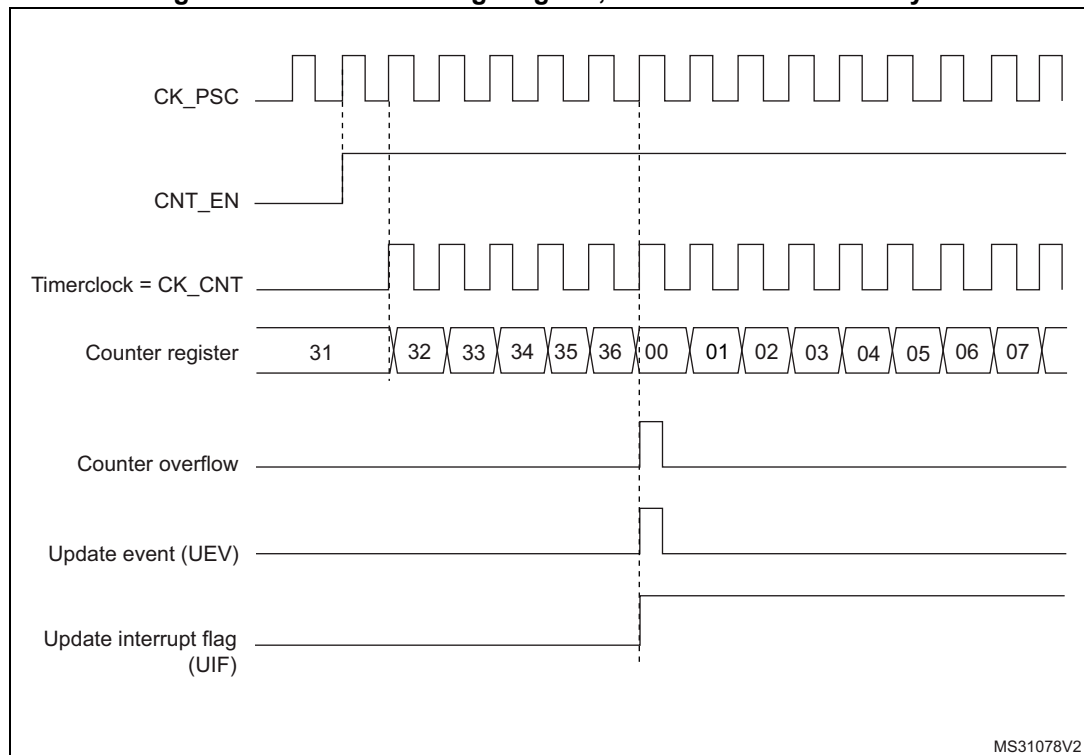 CK_PSC
CNT_EN
Timerclock = CK_CNT
Counter register 31 32 33 34 35 36 00 01 02 03 04 05 06 07
Counter overflow
Update event (UEV)
Update interrupt flag
(UIF)
MS31078V2